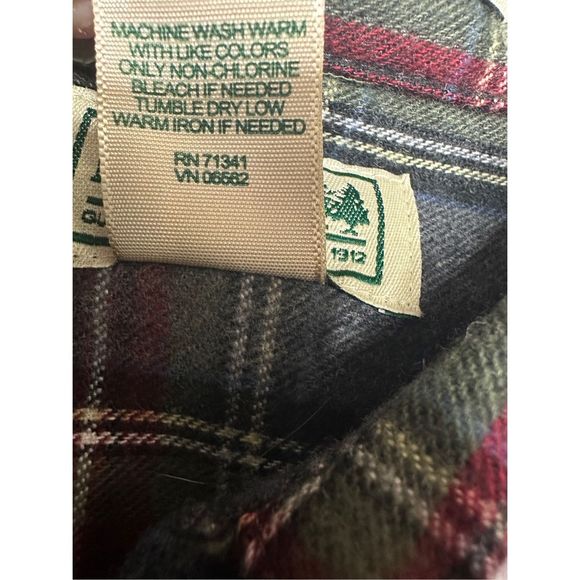 MACHINE WASH WARM
WITH LIKE COLORS
ONLY NON-CHLORINE
BLEACH IF NEEDED
TUMBLE DRY LOW
WARM IRON IF NEEDED
RN 71341
VN 06562
1912